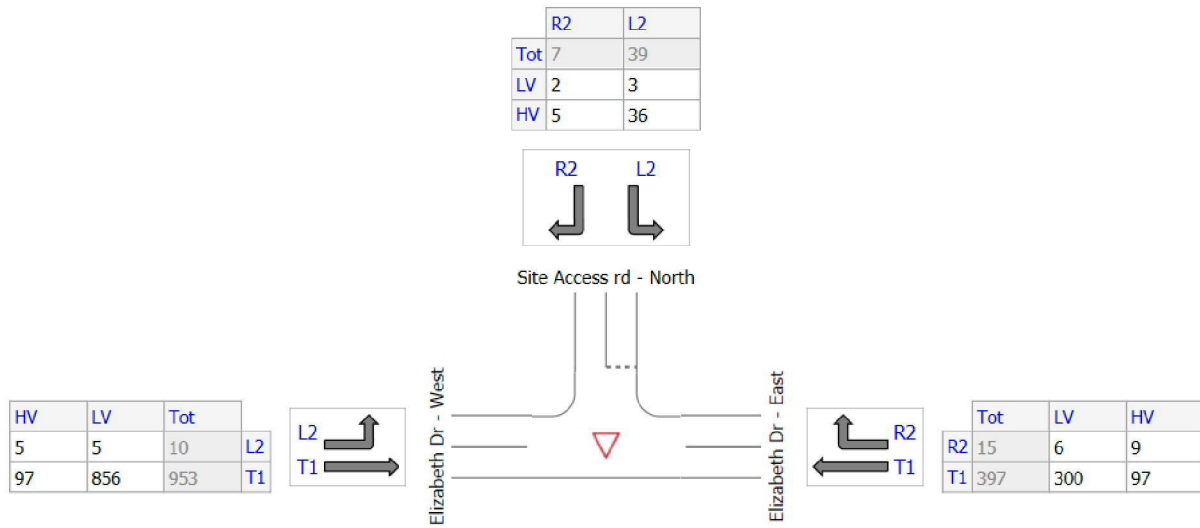 R2 L2
Tot 7 39
LV 2 3
HV 5 36
R2 L2
Site Access rd - North
HV LV Tot
5 5 10 L2
97 856 953 T1
L2
T1
Elizabeth Dr - West
Elizabeth Dr - East
R2
T1
Tot LV HV
R2 15 6 9
T1 397 300 97